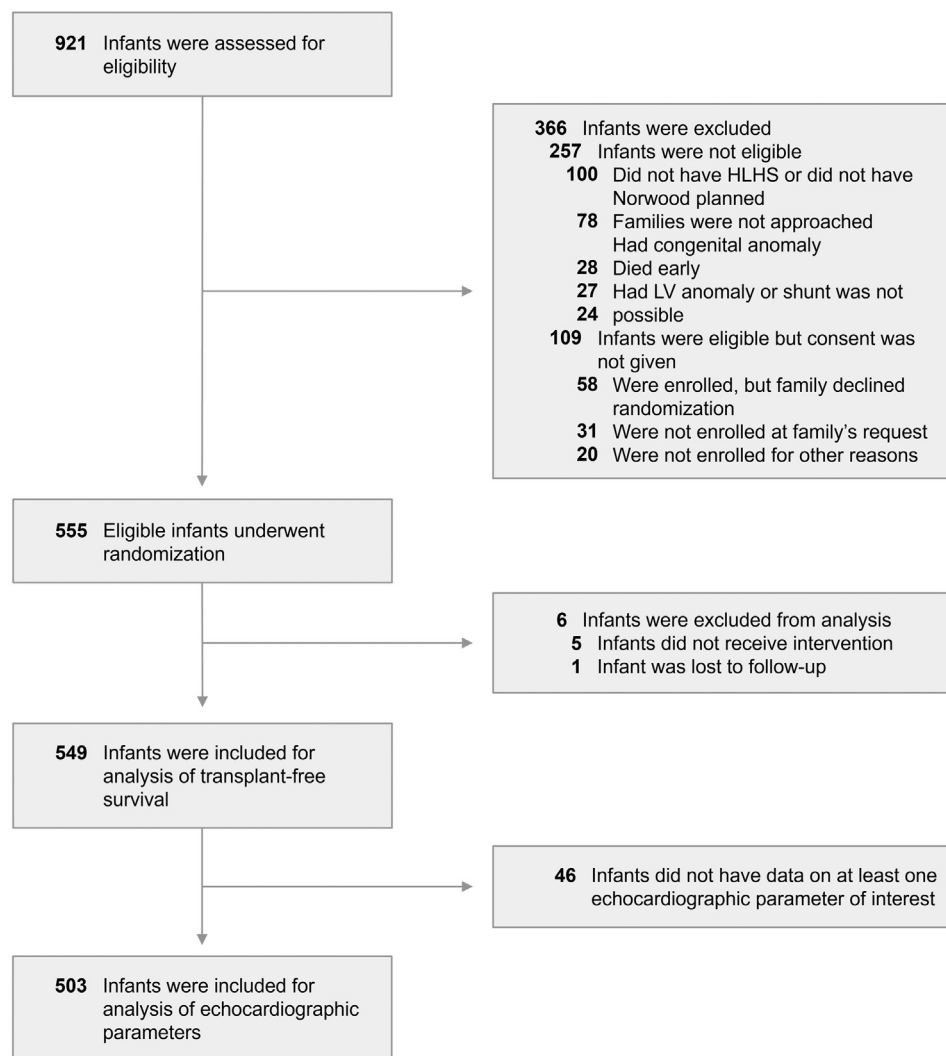 921 Infants were assessed for
eligibility
366 Infants were excluded
257 Infants were not eligible
100 Did not have HLHS or did not have
Norwood planned
78 Families were not approached
Had congenital anomaly
28 Died early
27 Had LV anomaly or shunt was not
24 possible
109 Infants were eligible but consent was
not given
58 Were enrolled, but family declined
randomization
31 Were not enrolled at family’s request
20 Were not enrolled for other reasons
555 Eligible infants underwent
randomization
6 Infants were excluded from analysis
5 Infants did not receive intervention
1 Infant was lost to follow-up
549 Infants were included for
analysis of transplant-free
survival
46 Infants did not have data on at least one
echocardiographic parameter of interest
503 Infants were included for
analysis of echocardiographic
parameters